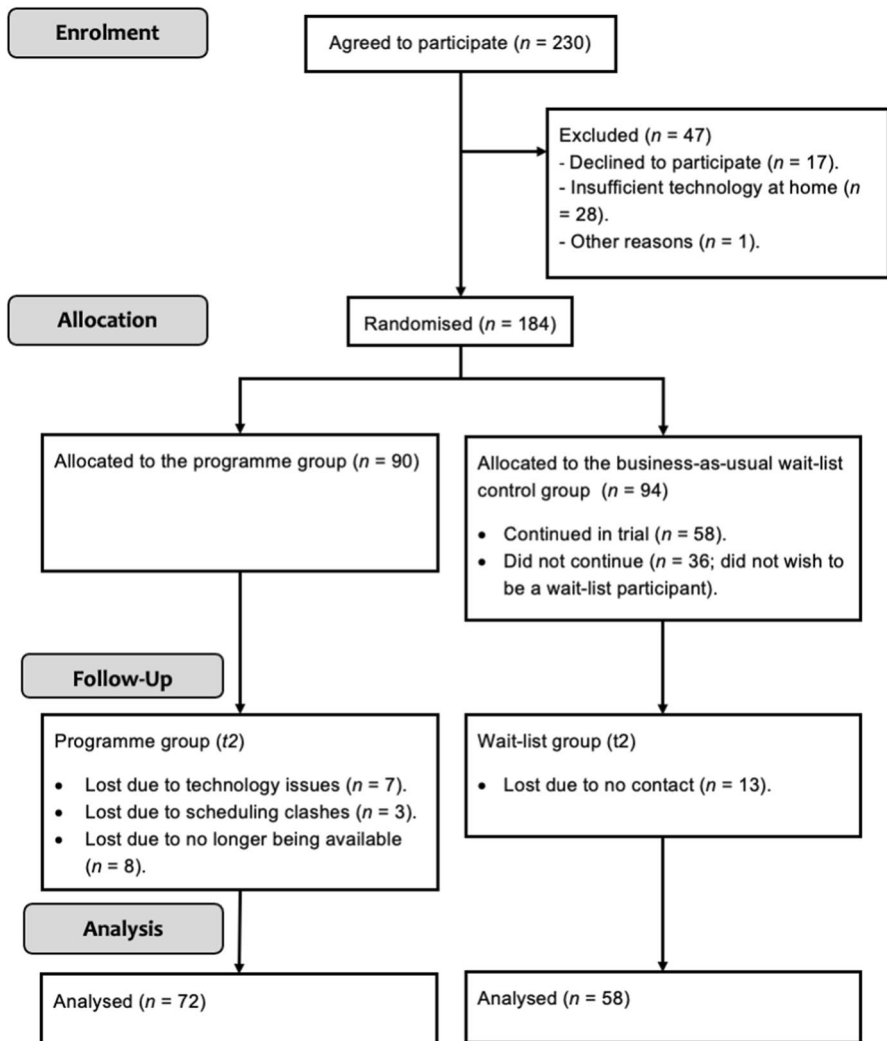 Enrolment
Agreed to participate (n = 230)
Excluded (n = 47)
- Declined to participate (n = 17).
- Insufficient technology at home (n
= 28).
- Other reasons (n = 1).
Allocation
Randomised (n = 184)
Allocated to the programme group (n = 90)
Allocated to the business-as-usual wait-list
control group (n = 94)
• Continued in trial (n = 58).
• Did not continue (n = 36; did not wish to
be a wait-list participant).
Follow-Up
Programme group (t2)
• Lost due to technology issues (n = 7).
• Lost due to scheduling clashes (n = 3).
• Lost due to no longer being available
(n = 8).
Wait-list group (t2)
• Lost due to no contact (n = 13).
Analysis
Analysed (n = 72)
Analysed (n = 58)